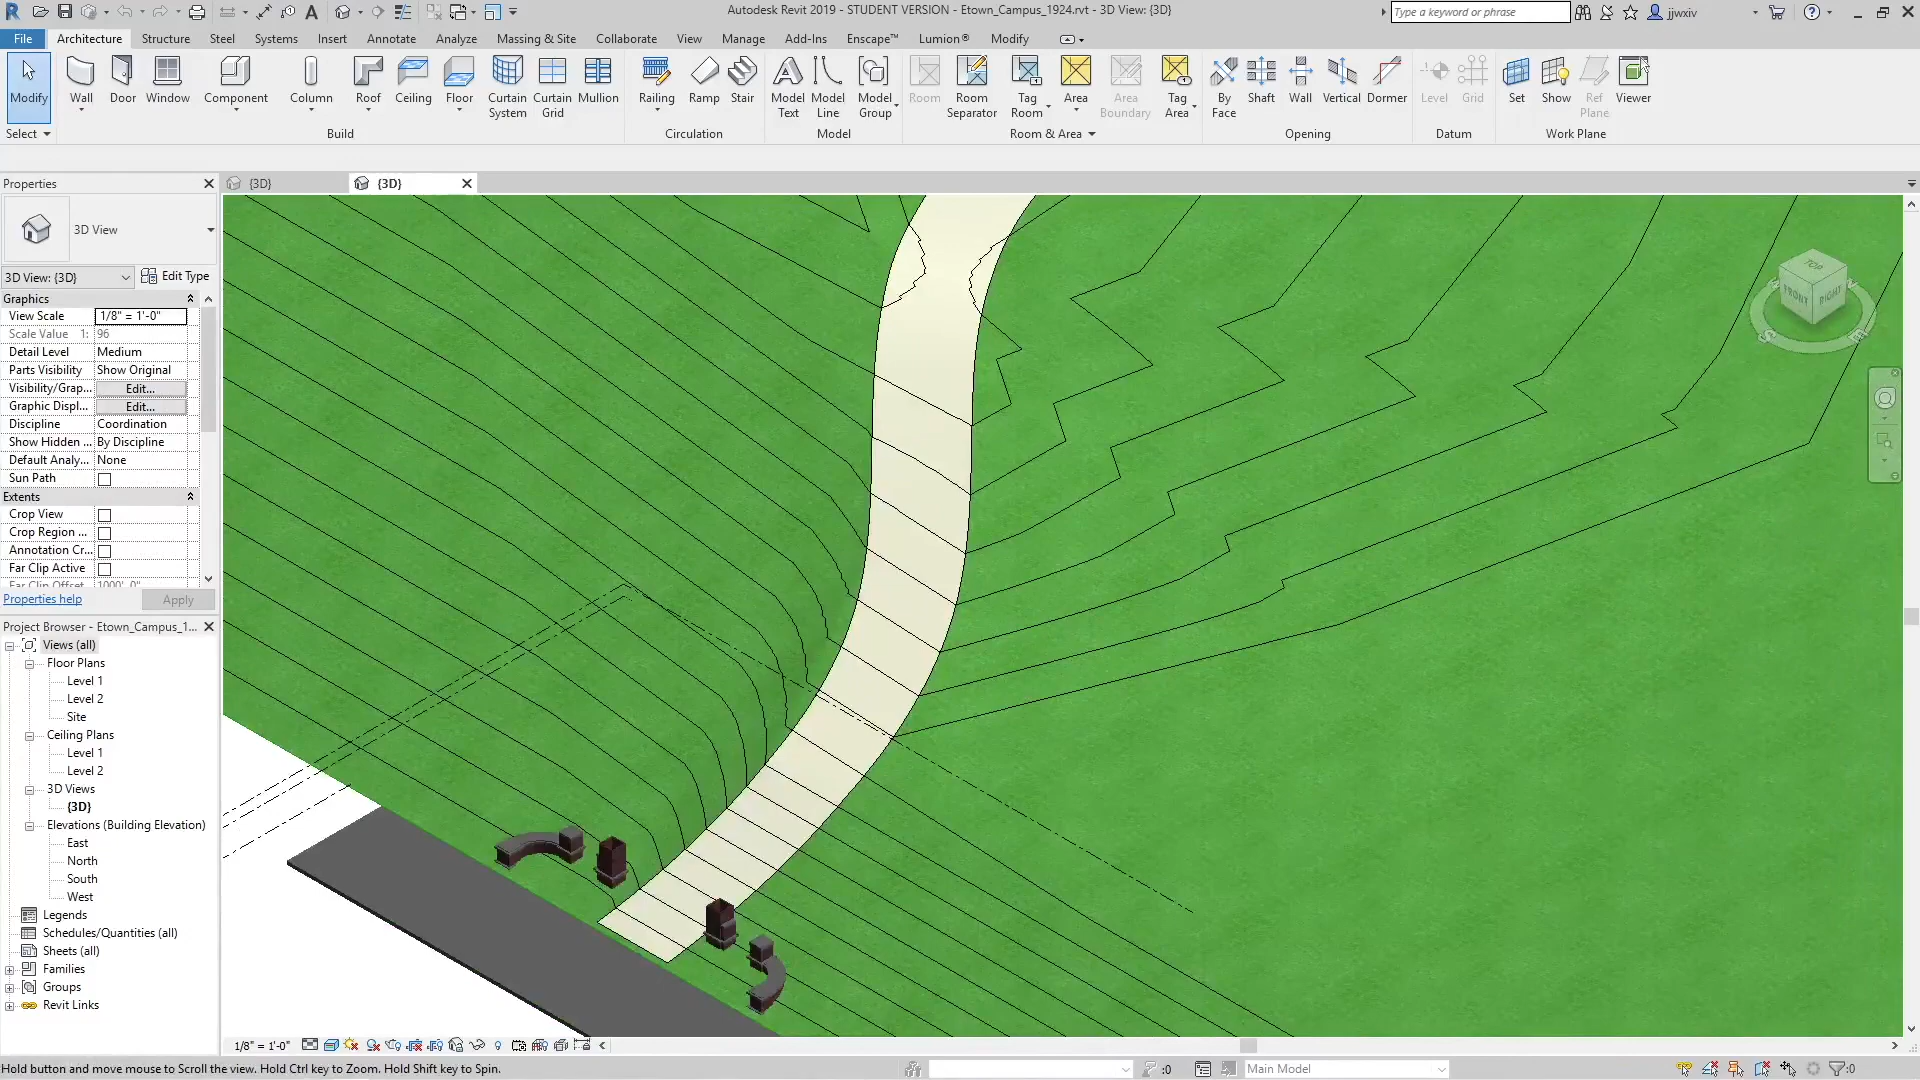 Autodesk Revit 2019 - STUDENT VERSION - Etown_Campus_1924.rvt - 3D View: {3D}
Type a keyword or phrase
jjwxiv
File Architecture Structure Steel Systems Insert Annotate Analyze Massing & Site Collaborate View Manage Add-Ins Enscape™ Lumion® Modify
Modify Wall Door Window Component Column Roof Ceiling Floor Curtain System Curtain Grid Mullion Railing Ramp Stair Model Text Model Line Model Group Room Room Separator Tag Room Area Area Boundary Tag Area By Face Shaft Wall Vertical Dormer Level Grid Set Show Ref Plane Viewer
Select Build Circulation Model Room & Area Opening Datum Work Plane
Properties
{3D} {3D}
3D View
3D View: {3D} Edit Type
Graphics
View Scale 1/8" = 1'-0"
Scale Value 1: 96
Detail Level Medium
Parts Visibility Show Original
Visibility/Grap... Edit...
Graphic Displ... Edit...
Discipline Coordination
Show Hidden ... By Discipline
Default Analy... None
Sun Path
Extents
Crop View
Crop Region ...
Annotation Cr...
Far Clip Active
Far Clip Offset 1000' 0"
Properties help Apply
Project Browser - Etown_Campus_1...
Views (all)
Floor Plans
Level 1
Level 2
Site
Ceiling Plans
Level 1
Level 2
3D Views
{3D}
Elevations (Building Elevation)
East
North
South
West
Legends
Schedules/Quantities (all)
Sheets (all)
Families
Groups
Revit Links
TOP
FRONT RIGHT
1/8" = 1'-0"
Hold button and move mouse to Scroll the view. Hold Ctrl key to Zoom. Hold Shift key to Spin.
:0
Main Model
:0